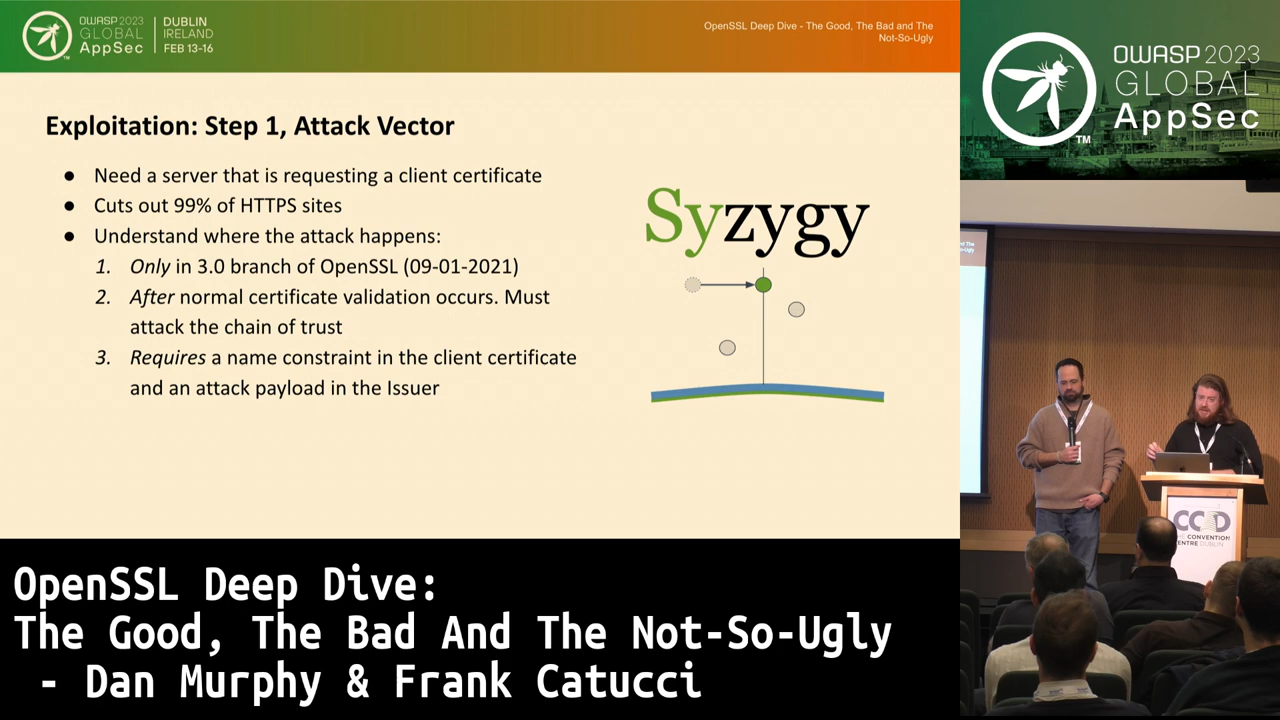 OWASP 2023
GLOBAL
AppSec
TM
DUBLIN
IRELAND
FEB 13-16
OpenSSL Deep Dive - The Good, The Bad and The
Not-So-Ugly
Exploitation: Step 1, Attack Vector
● Need a server that is requesting a client certificate
● Cuts out 99% of HTTPS sites
● Understand where the attack happens:
1. Only in 3.0 branch of OpenSSL (09-01-2021)
2. After normal certificate validation occurs. Must
attack the chain of trust
3. Requires a name constraint in the client certificate
and an attack payload in the Issuer
Syzygy
OWASP 2023
GLOBAL
AppSec
TM
THE CONVENTION
CENTRE DUBLIN
OpenSSL Deep Dive:
The Good, The Bad And The Not-So-Ugly
- Dan Murphy & Frank Catucci